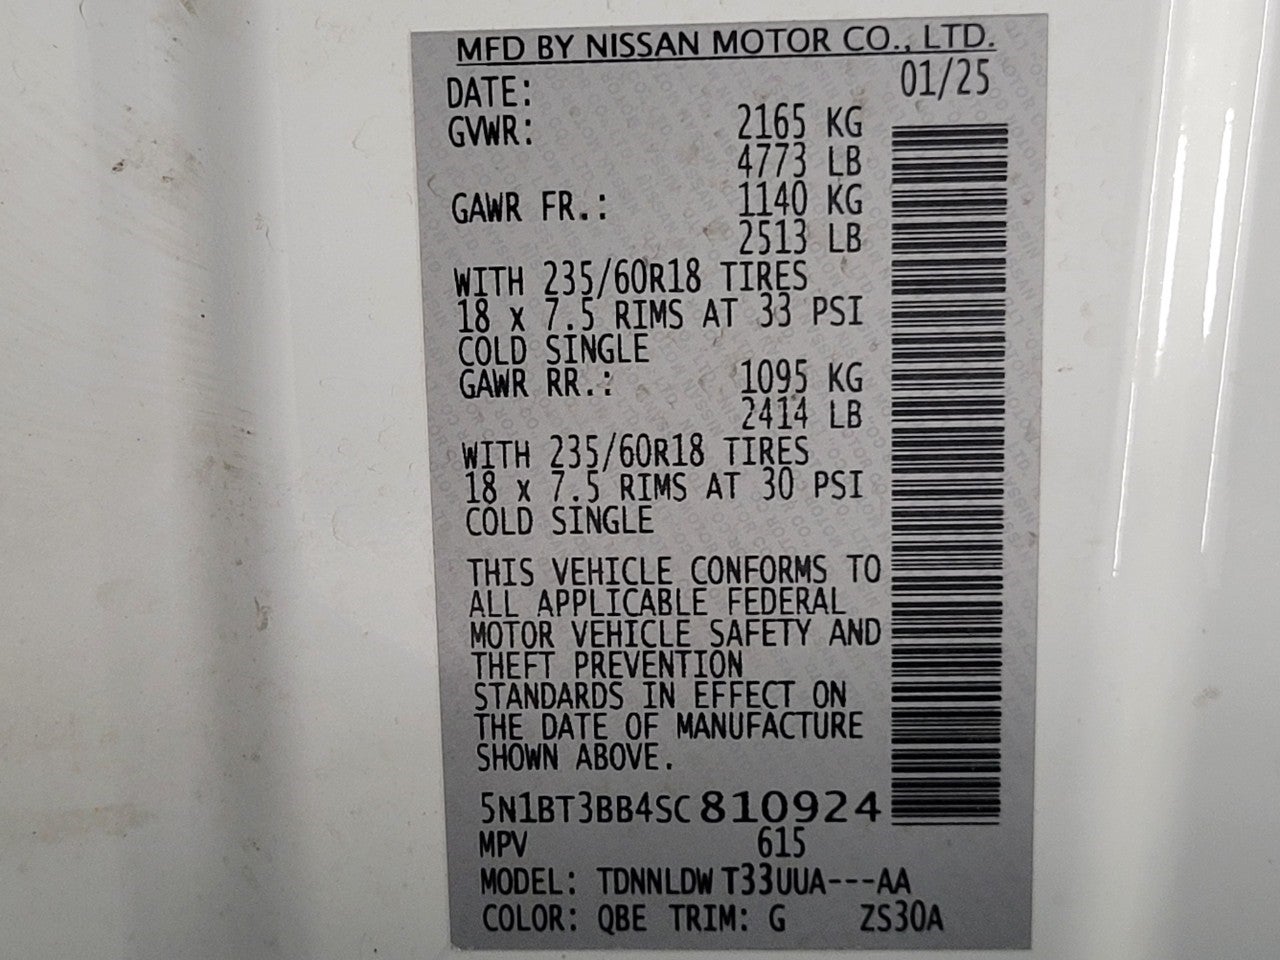 MFD BY NISSAN MOTOR CO., LTD.
DATE: 01/25
GVWR: 2165 KG
4773 LB
GAWR FR.: 1140 KG
2513 LB
WITH 235/60R18 TIRES
18 x 7.5 RIMS AT 33 PSI
COLD SINGLE
GAWR RR.: 1095 KG
2414 LB
WITH 235/60R18 TIRES
18 x 7.5 RIMS AT 30 PSI
COLD SINGLE
THIS VEHICLE CONFORMS TO
ALL APPLICABLE FEDERAL
MOTOR VEHICLE SAFETY AND
THEFT PREVENTION
STANDARDS IN EFFECT ON
THE DATE OF MANUFACTURE
SHOWN ABOVE.
5N1BT3BB4SC810924
MPV 615
MODEL: TDNNLDW T33UUA---AA
COLOR: QBE TRIM: G ZS30A